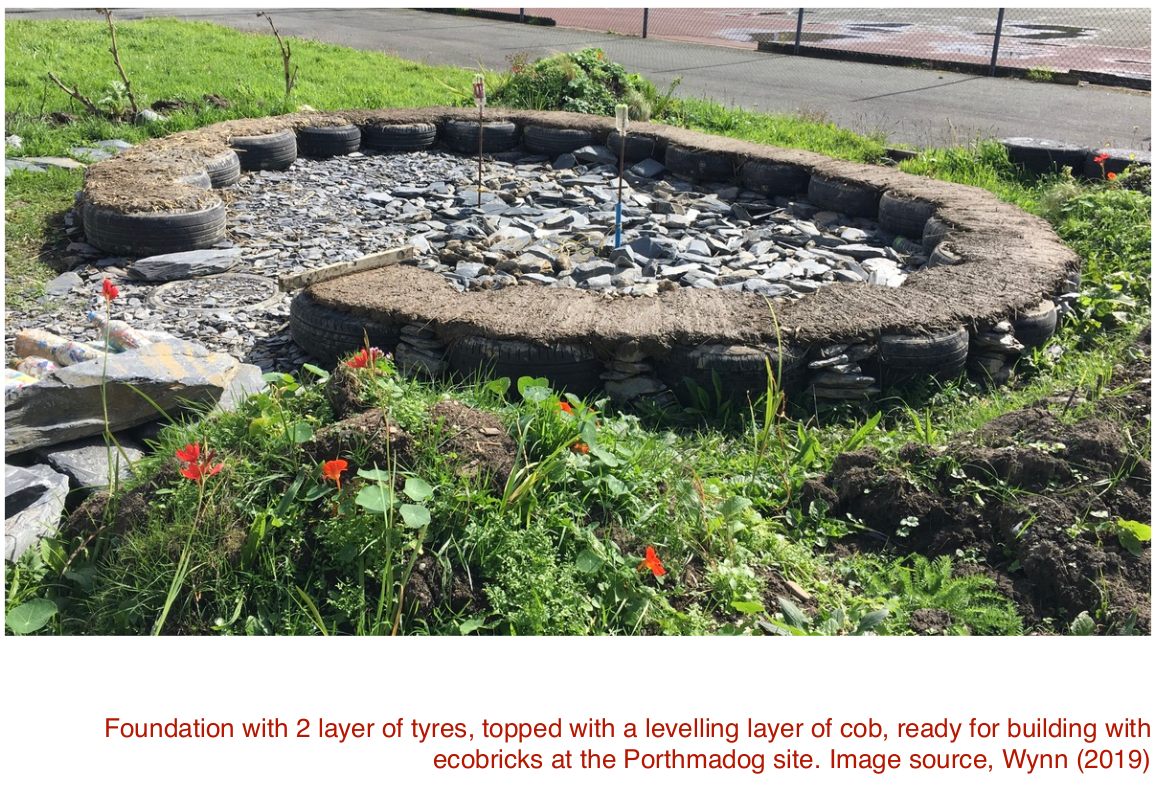 Foundation with 2 layer of tyres, topped with a levelling layer of cob, ready for building with
ecobricks at the Porthmadog site. Image source, Wynn (2019)